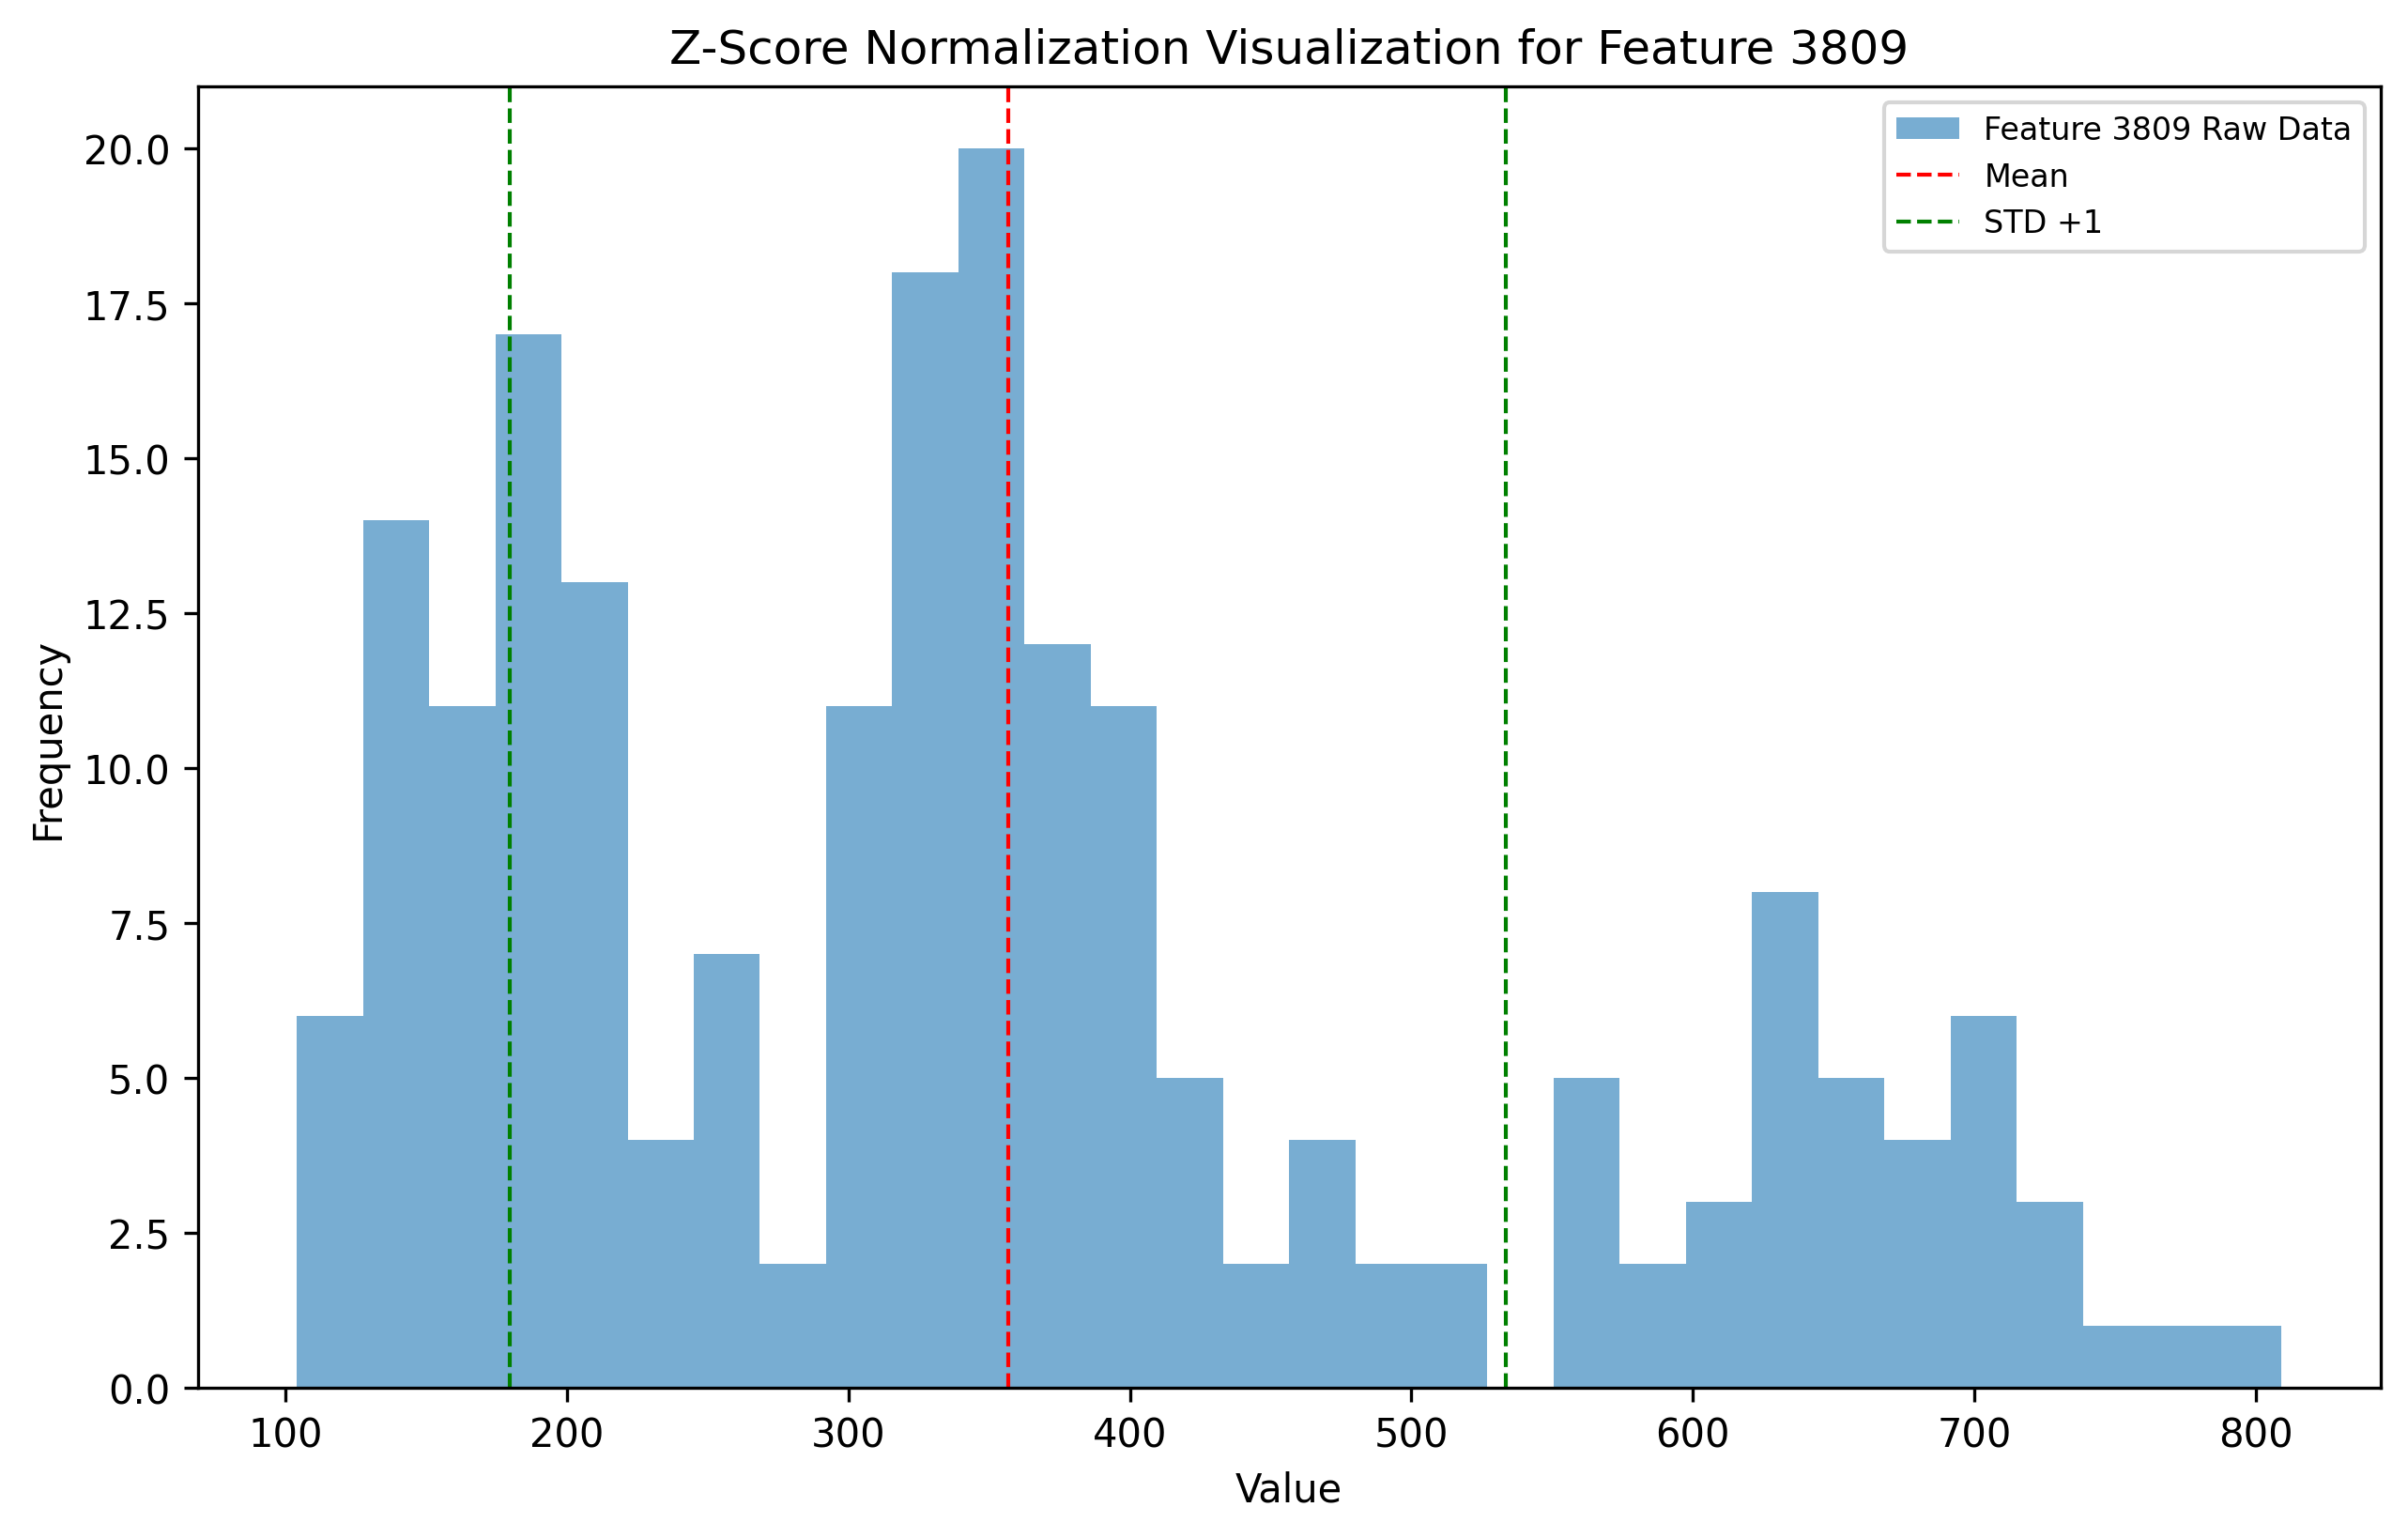 Z-Score Normalization Visualization for Feature 3809
Feature 3809 Raw Data
Mean
STD +1
Frequency
20.0
17.5
15.0
12.5
10.0
7.5
5.0
2.5
0.0
100 200 300 400 500 600 700 800
Value